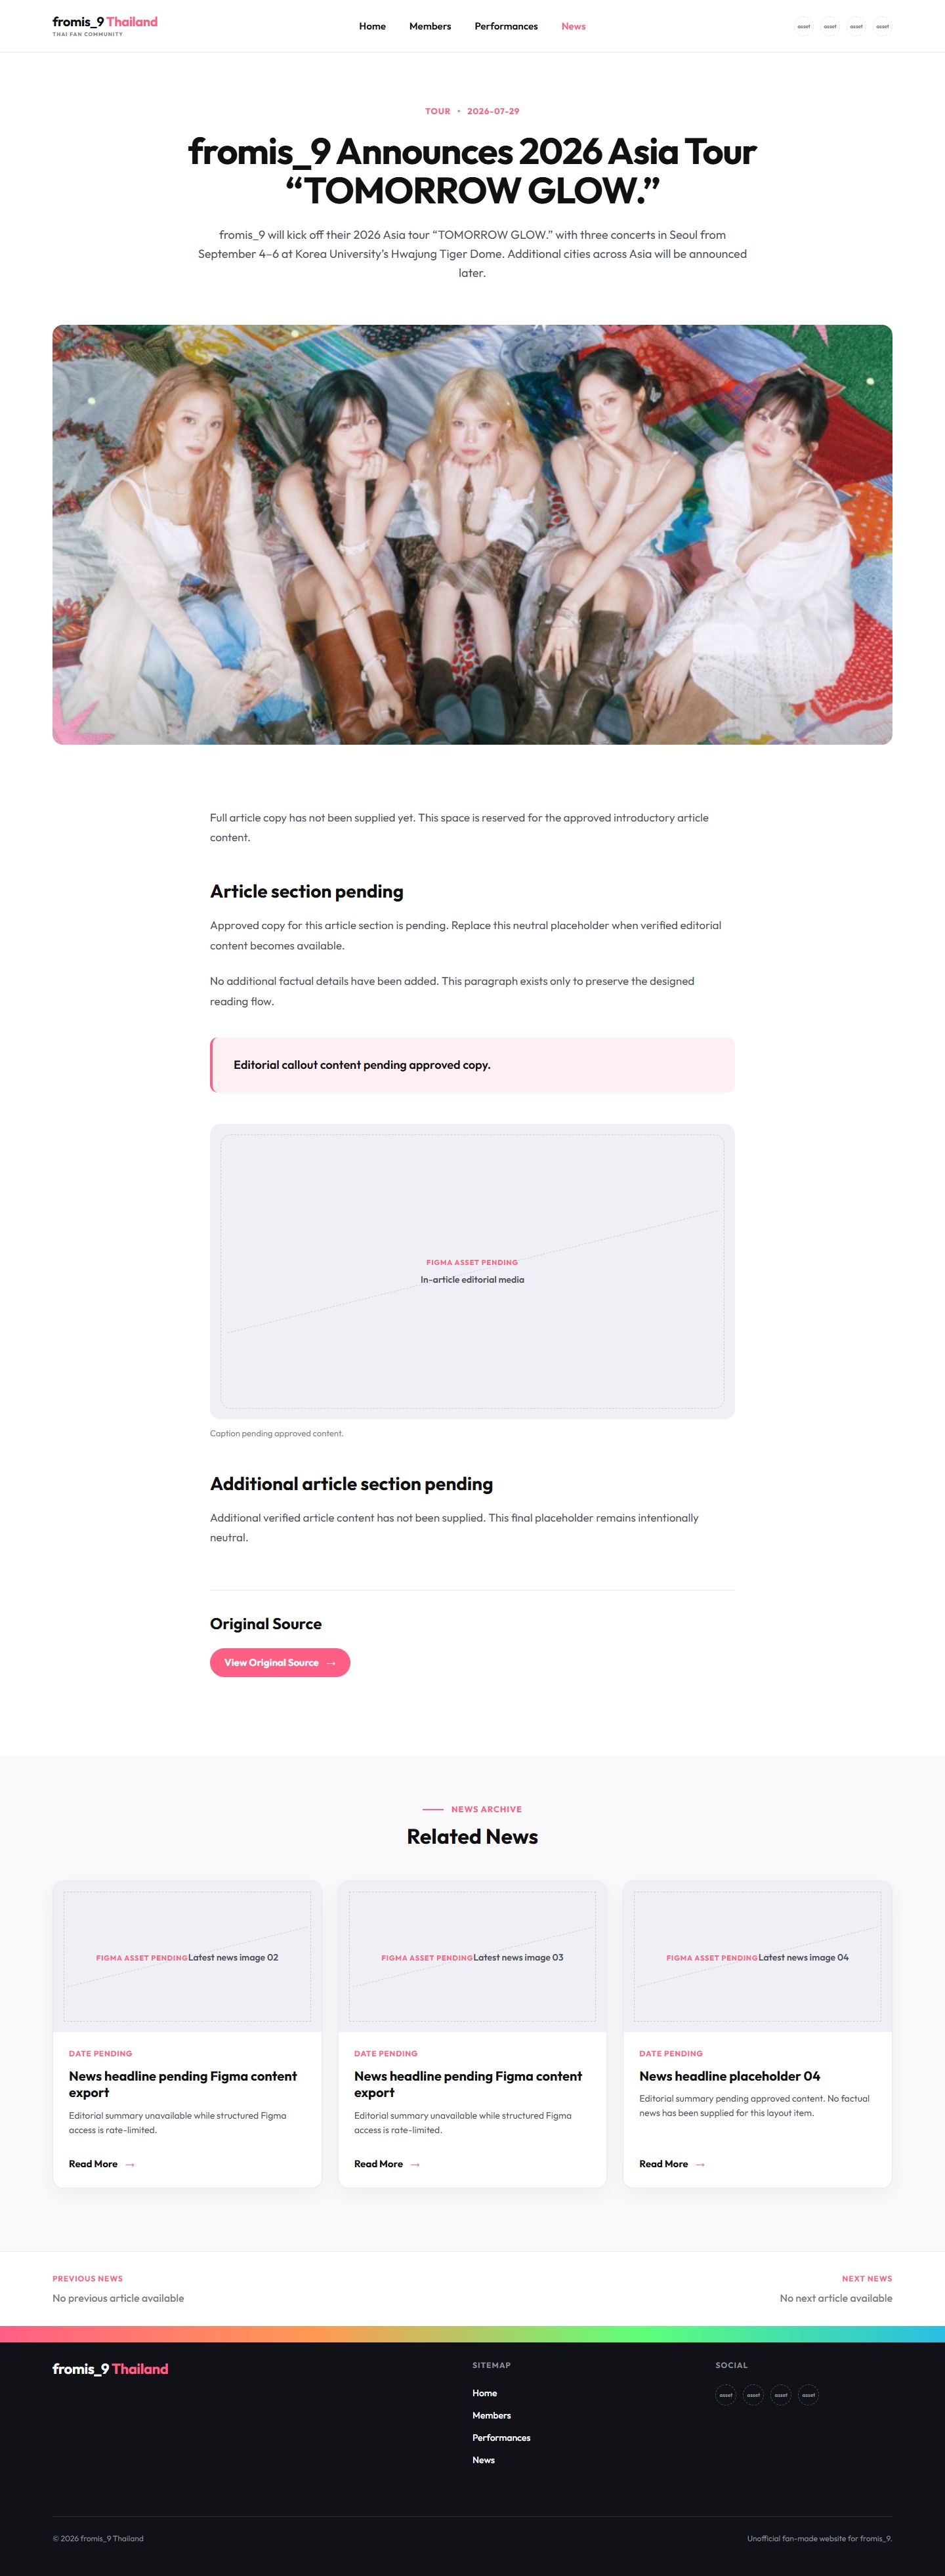 fromis_9 Thailand
THAI FAN COMMUNITY
Home
Members
Performances
News
asset
asset
asset
asset
TOUR • 2026-07-29
fromis_9 Announces 2026 Asia Tour
“TOMORROW GLOW.”
fromis_9 will kick off their 2026 Asia tour “TOMORROW GLOW.” with three concerts in Seoul from
September 4–6 at Korea University’s Hwajung Tiger Dome. Additional cities across Asia will be announced
later.
Full article copy has not been supplied yet. This space is reserved for the approved introductory article
content.
Article section pending
Approved copy for this article section is pending. Replace this neutral placeholder when verified editorial
content becomes available.
No additional factual details have been added. This paragraph exists only to preserve the designed
reading flow.
Editorial callout content pending approved copy.
FIGMA ASSET PENDING
In-article editorial media
Caption pending approved content.
Additional article section pending
Additional verified article content has not been supplied. This final placeholder remains intentionally
neutral.
Original Source
View Original Source →
NEWS ARCHIVE
Related News
FIGMA ASSET PENDING Latest news image 02
DATE PENDING
News headline pending Figma content
export
Editorial summary unavailable while structured Figma
access is rate-limited.
Read More →
FIGMA ASSET PENDING Latest news image 03
DATE PENDING
News headline pending Figma content
export
Editorial summary unavailable while structured Figma
access is rate-limited.
Read More →
FIGMA ASSET PENDING Latest news image 04
DATE PENDING
News headline placeholder 04
Editorial summary pending approved content. No factual
news has been supplied for this layout item.
Read More →
PREVIOUS NEWS
No previous article available
NEXT NEWS
No next article available
fromis_9 Thailand
SITEMAP
Home
Members
Performances
News
SOCIAL
asset
asset
asset
asset
© 2026 fromis_9 Thailand
Unofficial fan-made website for fromis_9.